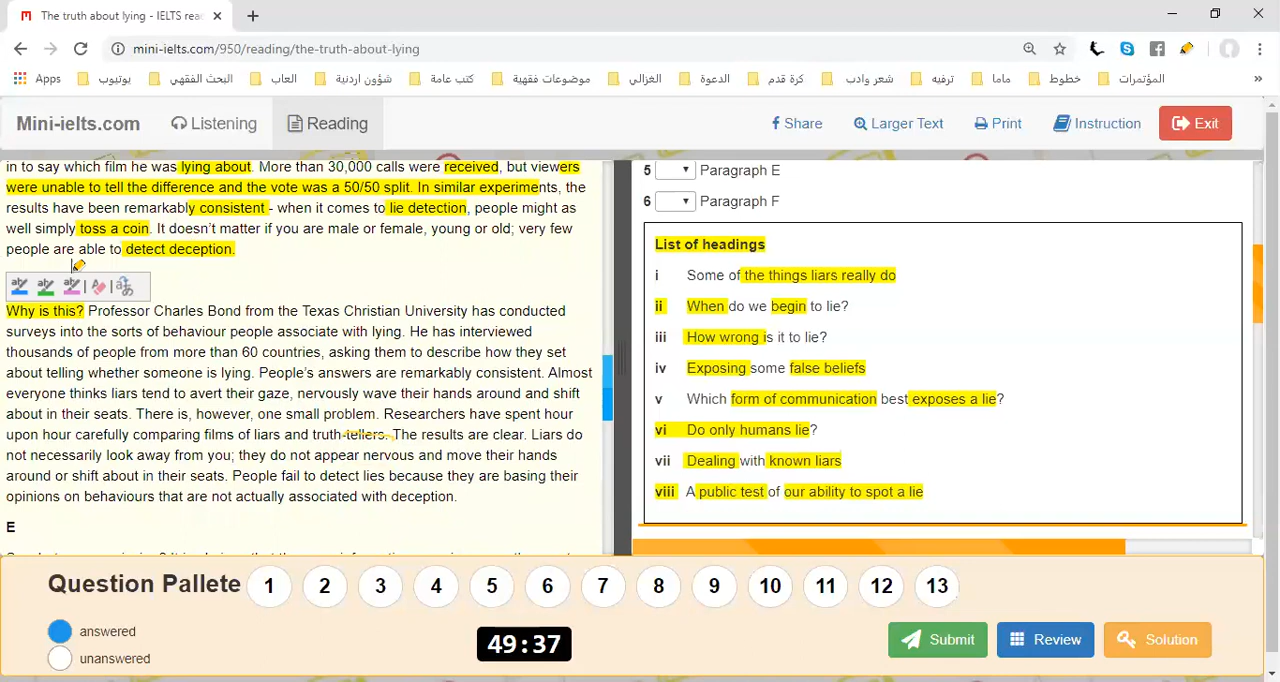 The truth about lying - IELTS rea
mini-ielts.com/950/reading/the-truth-about-lying
Apps يوتيوب البحث الفقهي العاب شؤون اردنية كتب عامة موضوعات فقهية الغزالي الدعوة كرة قدم شعر وادب ترفيه ماما خطوط المؤتمرات »
Mini-ielts.com Listening Reading Share Larger Text Print Instruction Exit
in to say which film he was lying about. More than 30,000 calls were received, but viewers
were unable to tell the difference and the vote was a 50/50 split. In similar experiments, the
results have been remarkably consistent - when it comes to lie detection, people might as
well simply toss a coin. It doesn't matter if you are male or female, young or old; very few
people are able to detect deception.
Why is this? Professor Charles Bond from the Texas Christian University has conducted
surveys into the sorts of behaviour people associate with lying. He has interviewed
thousands of people from more than 60 countries, asking them to describe how they set
about telling whether someone is lying. People's answers are remarkably consistent. Almost
everyone thinks liars tend to avert their gaze, nervously wave their hands around and shift
about in their seats. There is, however, one small problem. Researchers have spent hour
upon hour carefully comparing films of liars and truth-tellers. The results are clear. Liars do
not necessarily look away from you; they do not appear nervous and move their hands
around or shift about in their seats. People fail to detect lies because they are basing their
opinions on behaviours that are not actually associated with deception.
E
5 Paragraph E
6 Paragraph F
List of headings
i Some of the things liars really do
ii When do we begin to lie?
iii How wrong is it to lie?
iv Exposing some false beliefs
v Which form of communication best exposes a lie?
vi Do only humans lie?
vii Dealing with known liars
viii A public test of our ability to spot a lie
Question Pallete 1 2 3 4 5 6 7 8 9 10 11 12 13
answered
unanswered
49:37
Submit Review Solution